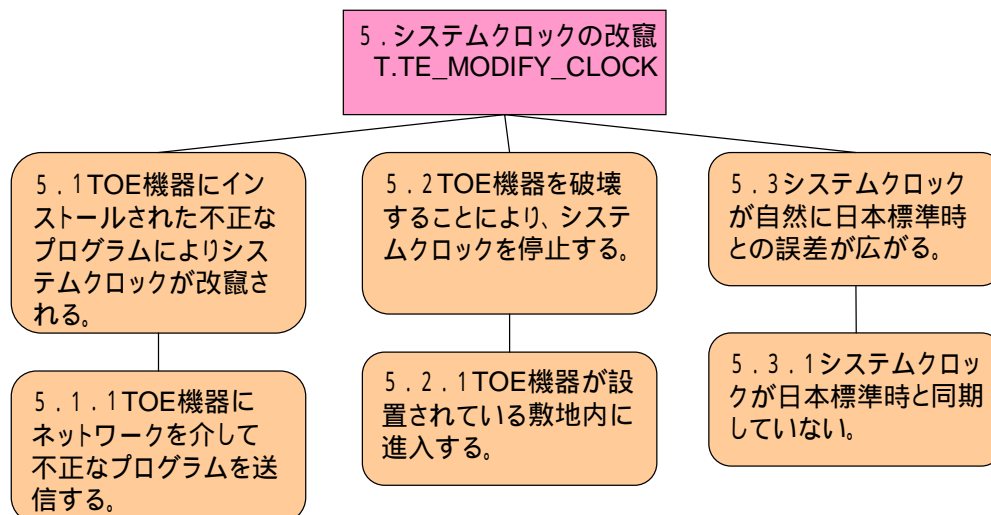 5．システムクロックの改竄
T.TE_MODIFY_CLOCK
5．1TOE機器にイン
ストールされた不正な
プログラムによりシス
テムクロックが改竄さ
れる。
5．2TOE機器を破壊
することにより、システ
ムクロックを停止する。
5．3システムクロック
が自然に日本標準時
との誤差が広がる。
5．1．1TOE機器に
ネットワークを介して
不正なプログラムを送
信する。
5．2．1TOE機器が設
置されている敷地内に
進入する。
5．3．1システムクロッ
クが日本標準時と同期
していない。